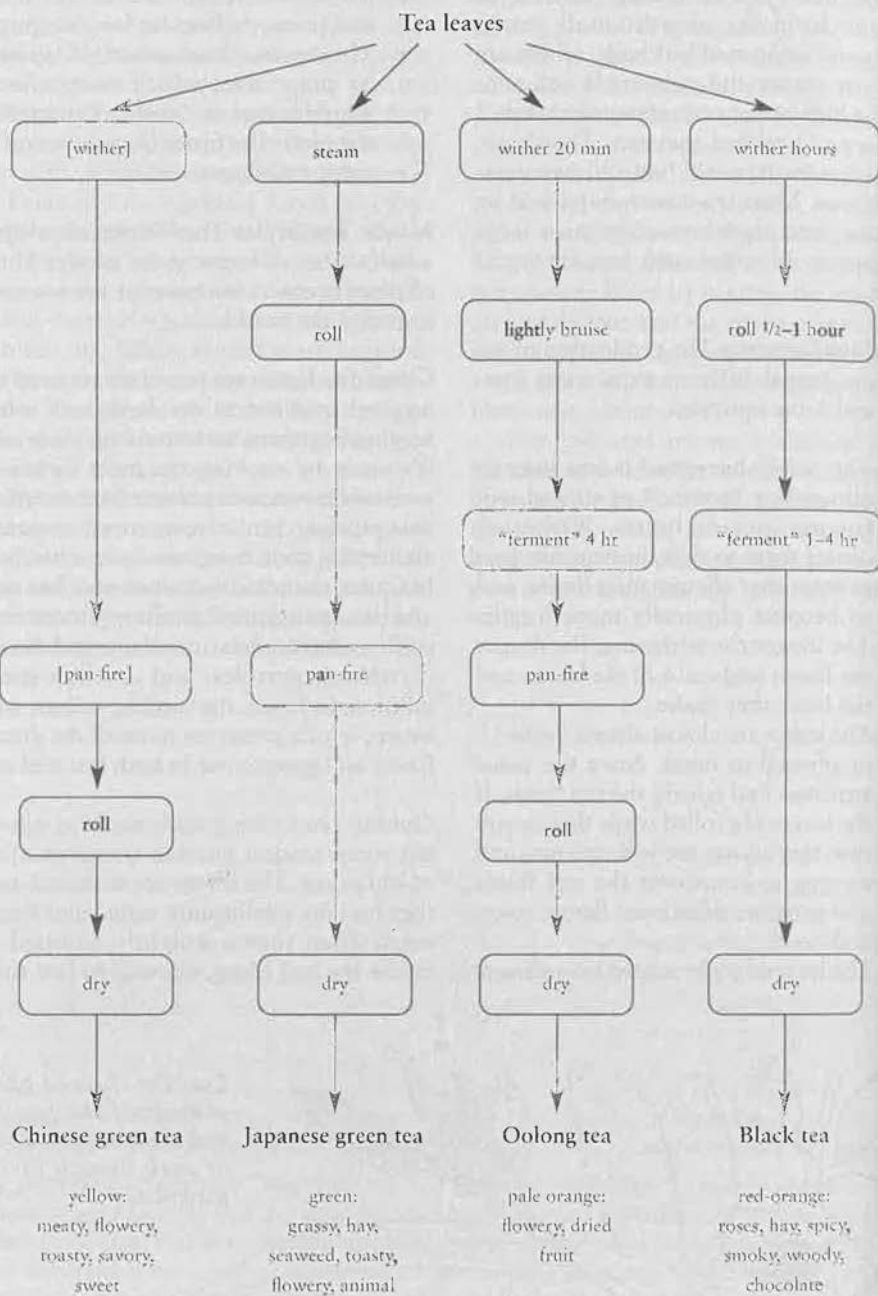 Tea leaves
[wither]
steam
wither 20 min
wither hours
roll
lightly bruise
roll 1/2–1 hour
"ferment" 4 hr
"ferment" 1–4 hr
[pan-fire]
pan-fire
pan-fire
roll
roll
dry
dry
dry
dry
Chinese green tea
Japanese green tea
Oolong tea
Black tea
yellow:
meaty, flowery,
toasty, savory,
sweet
green:
grassy, hay,
seaweed, toasty,
flowery, animal
pale orange:
flowery, dried
fruit
red-orange:
roses, hay, spicy,
smoky, woody,
chocolate